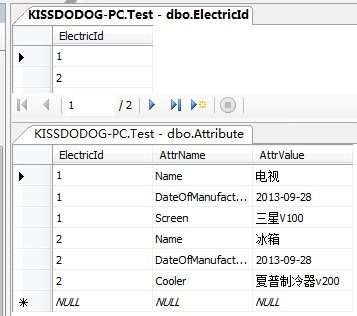 KISSDODOG-PC.Test - dbo.ElectricId
ElectricId
1
2
1 / 2
KISSDODOG-PC.Test - dbo.Attribute
ElectricId AttrName AttrValue
1 Name 电视
1 DateOfManufact... 2013-09-28
1 Screen 三星V100
2 Name 冰箱
2 DateOfManufact... 2013-09-28
2 Cooler 夏普制冷器v200
NULL NULL NULL